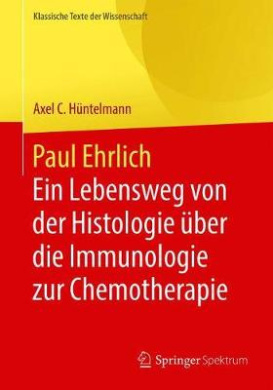 Klassische Texte der Wissenschaft
Axel C. Hüntelmann
Paul Ehrlich
Ein Lebensweg von
der Histologie über
die Immunologie
zur Chemotherapie
Springer Spektrum